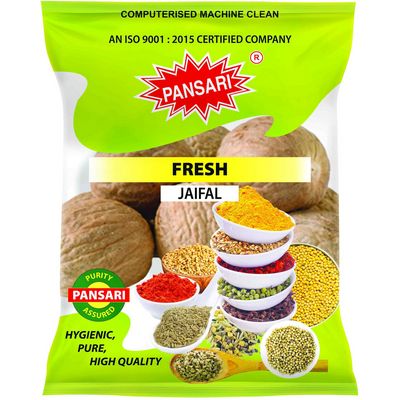 COMPUTERISED MACHINE CLEAN
AN ISO 9001 : 2015 CERTIFIED COMPANY
PANSARI ®
FRESH
JAIFAL
PURITY
PANSARI
ASSURED
HYGIENIC,
PURE,
HIGH QUALITY